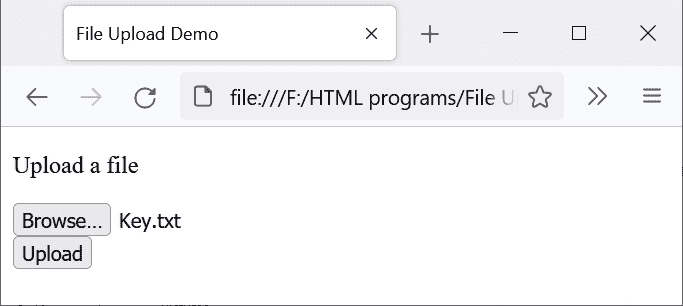 File Upload Demo
file:///F:/HTML programs/File U
Upload a file
Browse... Key.txt
Upload